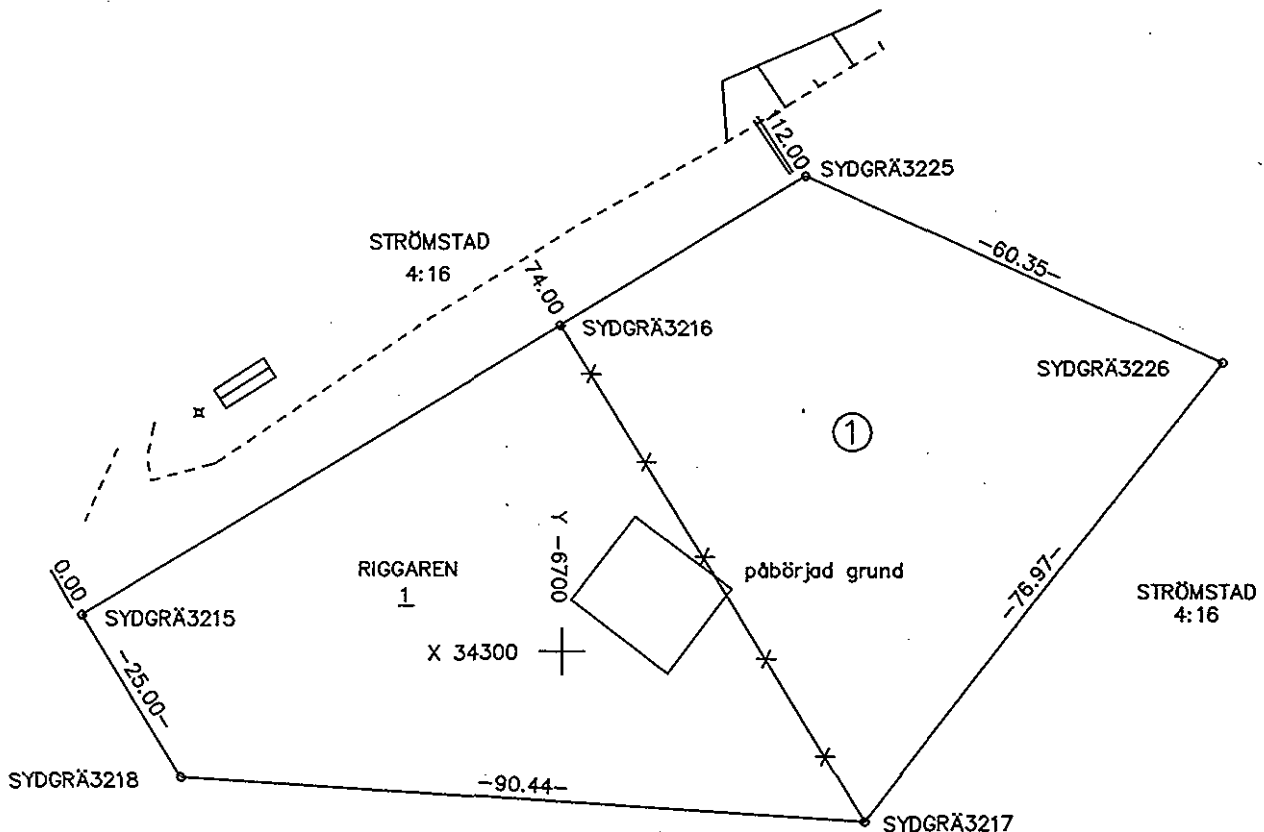 112.00
SYDGRÄ3225
STRÖMSTAD
4:16
-60.35-
74.00
SYDGRÄ3216
SYDGRÄ3226
1
Y -6700
0.00
RIGGAREN
1
påbörjad grund
-76.97-
STRÖMSTAD
4:16
SYDGRÄ3215
X 34300
-25.00-
SYDGRÄ3218
-90.44-
SYDGRÄ3217